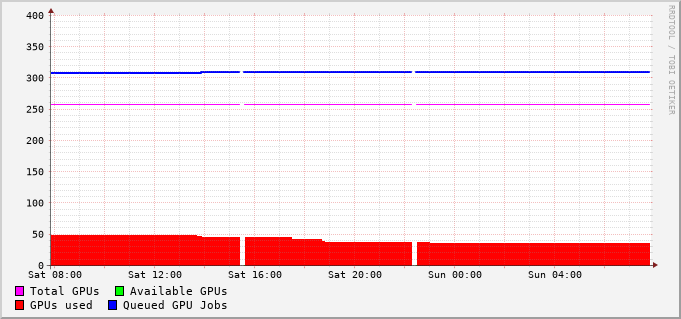 RRDTOOL / TOBI OETIKER
400
350
300
250
200
150
100
50
0
Sat 08:00 Sat 12:00 Sat 16:00 Sat 20:00 Sun 00:00 Sun 04:00
Total GPUs Available GPUs
GPUs used Queued GPU Jobs